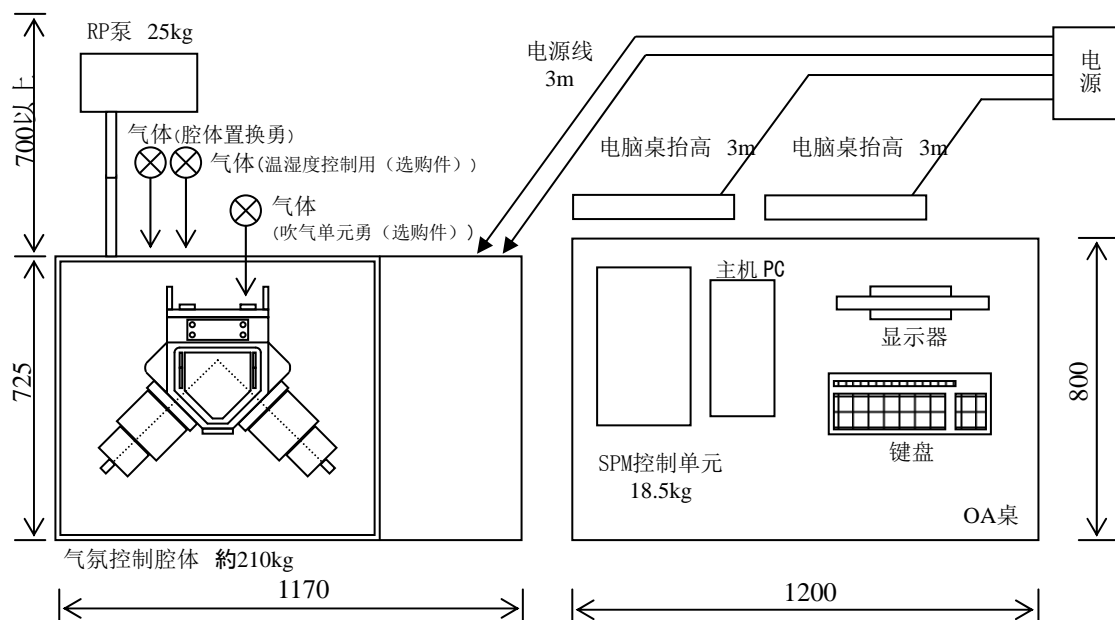 RP泵 25kg
700以上
气体(腔体置换勇)
气体(温湿度控制用(选购件))
气体
(吹气单元勇(选购件))
电源线
3m
电源
电脑桌抬高 3m
电脑桌抬高 3m
725
气氛控制腔体 約210kg
1170
主机 PC
显示器
键盘
SPM控制单元
18.5kg
OA桌
800
1200